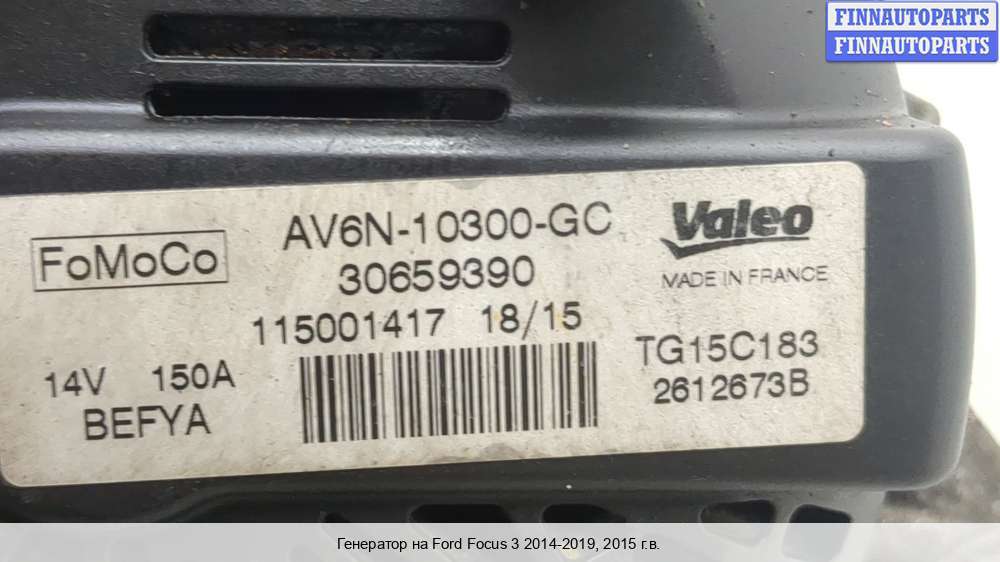 FINNAUTOPARTS
FINNAUTOPARTS
FoMoCo
AV6N-10300-GC
30659390
115001417 18/15
14V 150A
BEFYA
Valeo
MADE IN FRANCE
TG15C183
2612673B
Генератор на Ford Focus 3 2014-2019, 2015 г.в.